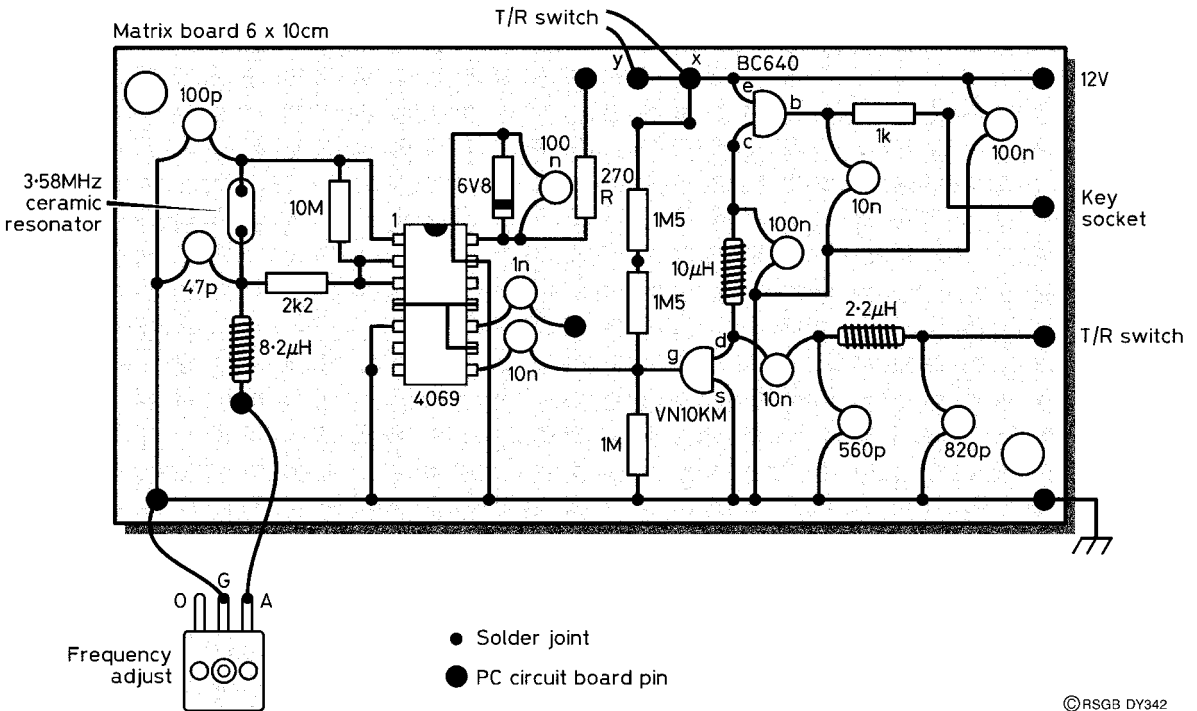 T/R switch
Matrix board 6 x 10cm
y
x
BC640
12V
100p
e
b
c
1k
100n
3·58MHz
ceramic
resonator
10M
1
6V8
100
n
270
R
1M5
10n
Key
socket
47p
2k2
1n
100n
10µH
1M5
2·2µH
T/R switch
8·2µH
10n
4069
g
d
s
VN10KM
10n
1M
560p
820p
O
G
A
Frequency
adjust
Solder joint
PC circuit board pin
©RSGB DY342